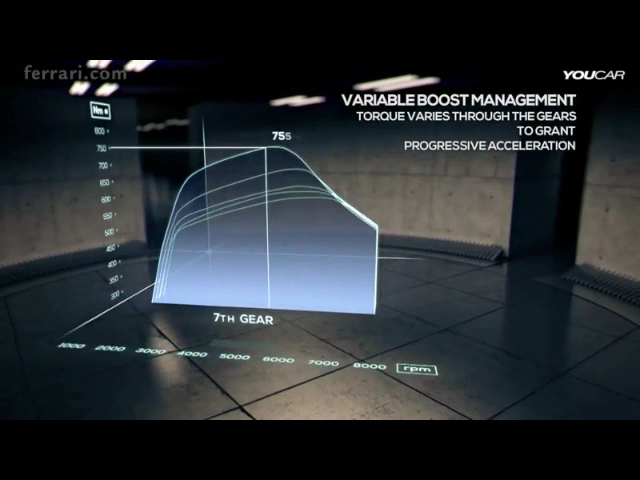 ferrari.com
YOUCAR
VARIABLE BOOST MANAGEMENT
TORQUE VARIES THROUGH THE GEARS
TO GRANT
PROGRESSIVE ACCELERATION
Nm
800
750
700
650
600
550
500
450
400
350
300
755
7TH GEAR
1000 2000 3000 4000 5000 6000 7000 8000 rpm